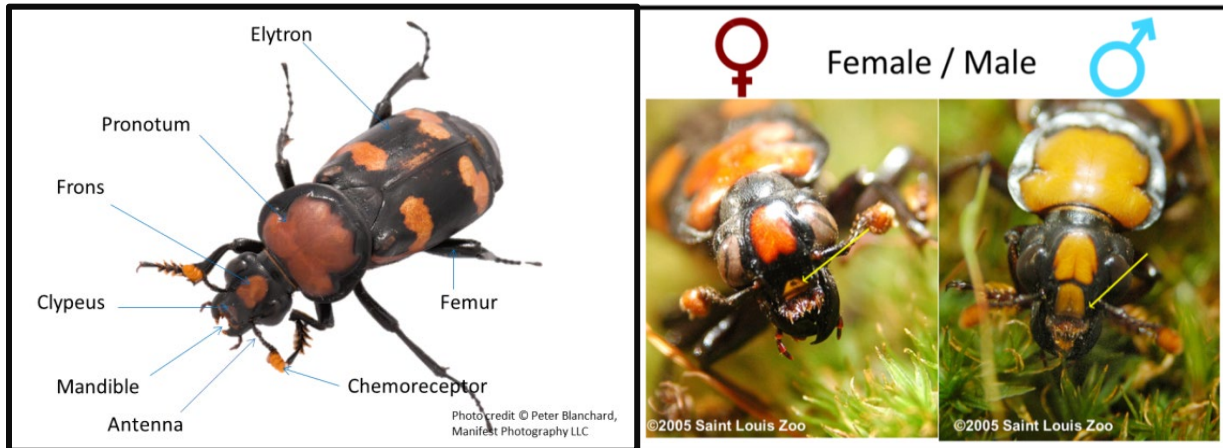 Elytron
Pronotum
Frons
Clypeus
Mandible
Antenna
Femur
Chemoreceptor
Photo credit © Peter Blanchard,
Manifest Photography LLC
Female / Male
©2005 Saint Louis Zoo
©2005 Saint Louis Zoo